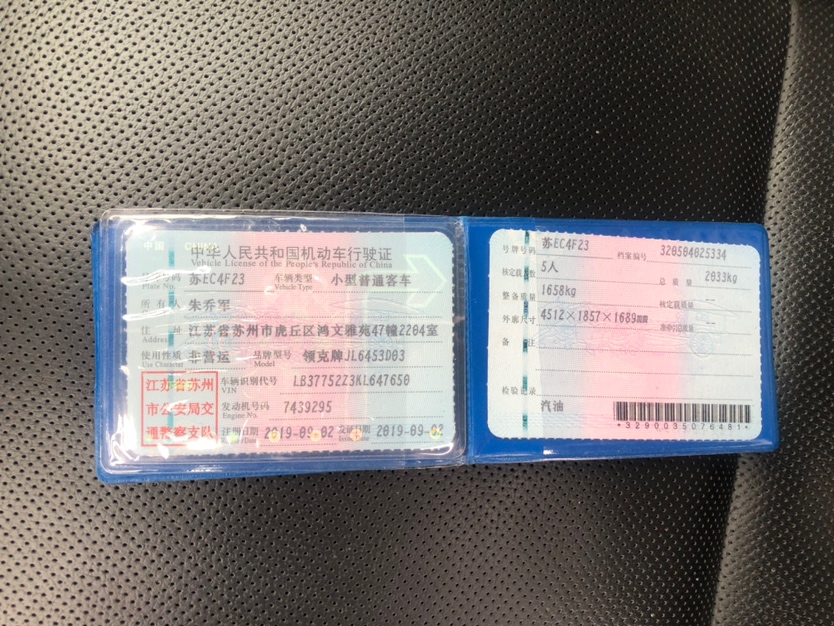 中国 CHINA
中华人民共和国机动车行驶证
Vehicle License of the People's Republic of China
号牌号码 苏EC4F23 车辆类型 小型普通客车
Plate No. Vehicle Type
所有人 朱乔军
住址 江苏省苏州市虎丘区鸿文雅苑47幢2204室
Address
使用性质 非营运 品牌型号 领克牌JL6453D03
Use Character Model
江苏省苏州
市公安局交
通警察支队
车辆识别代号 LB37752Z3KL647650
VIN
发动机号码 7439295
Engine No.
注册日期 2019-09-02 发证日期 2019-09-02
号牌号码 苏EC4F23 档案编号 320504025334
核定载人数 5人 总质量 2033kg
整备质量 1658kg 核定载质量 --
外廓尺寸 4512×1857×1689mm 准牵引总质量 --
备注
检验记录
汽油
*3290035076481*